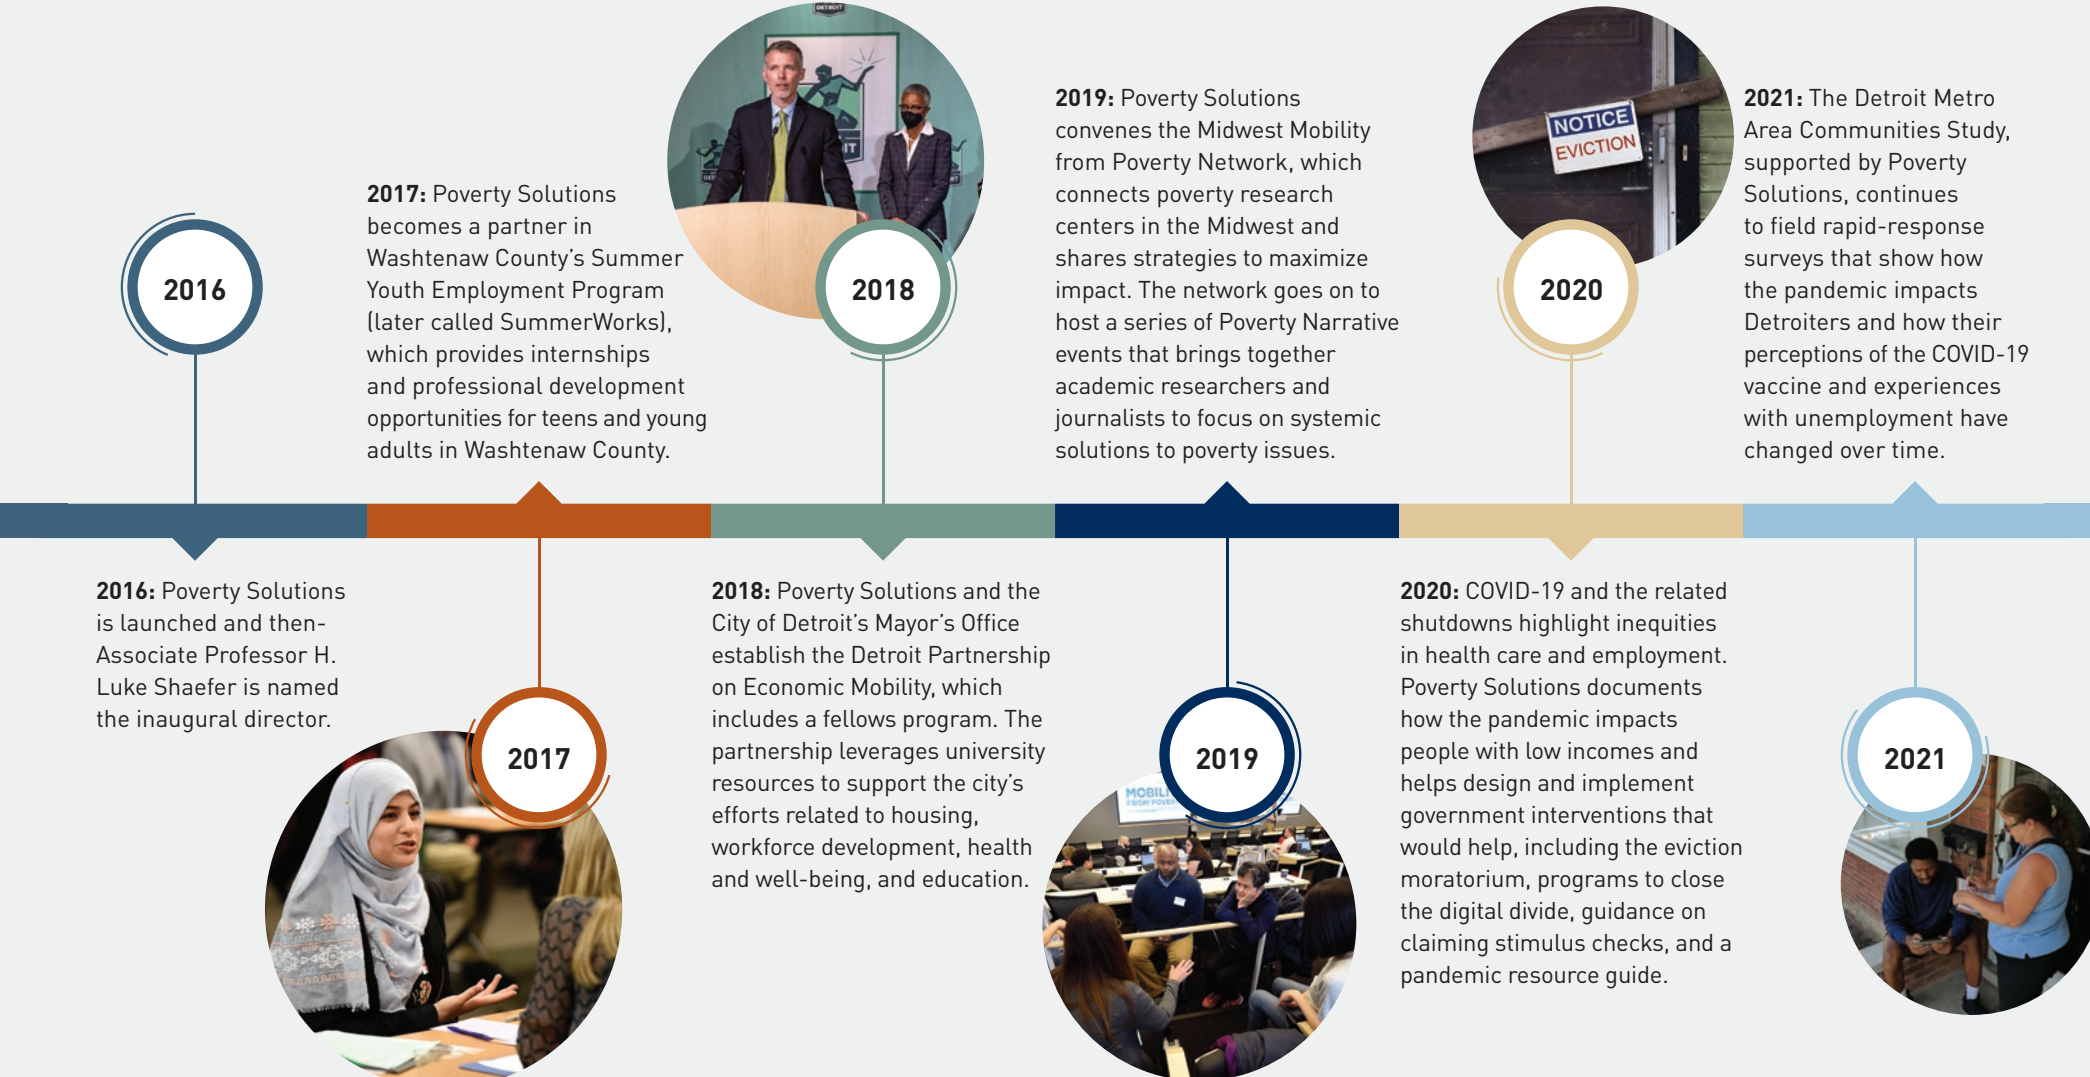 2016
2016: Poverty Solutions
is launched and then-
Associate Professor H.
Luke Shaefer is named
the inaugural director.
2017: Poverty Solutions
becomes a partner in
Washtenaw County’s Summer
Youth Employment Program
(later called SummerWorks),
which provides internships
and professional development
opportunities for teens and young
adults in Washtenaw County.
2017
DETROIT
2018
2018: Poverty Solutions and the
City of Detroit’s Mayor’s Office
establish the Detroit Partnership
on Economic Mobility, which
includes a fellows program. The
partnership leverages university
resources to support the city’s
efforts related to housing,
workforce development, health
and well-being, and education.
2019: Poverty Solutions
convenes the Midwest Mobility
from Poverty Network, which
connects poverty research
centers in the Midwest and
shares strategies to maximize
impact. The network goes on to
host a series of Poverty Narrative
events that brings together
academic researchers and
journalists to focus on systemic
solutions to poverty issues.
2019
MOBILI
FROM POVER
NOTICE
EVICTION
2020
2020: COVID-19 and the related
shutdowns highlight inequities
in health care and employment.
Poverty Solutions documents
how the pandemic impacts
people with low incomes and
helps design and implement
government interventions that
would help, including the eviction
moratorium, programs to close
the digital divide, guidance on
claiming stimulus checks, and a
pandemic resource guide.
2021: The Detroit Metro
Area Communities Study,
supported by Poverty
Solutions, continues
to field rapid-response
surveys that show how
the pandemic impacts
Detroiters and how their
perceptions of the COVID-19
vaccine and experiences
with unemployment have
changed over time.
2021